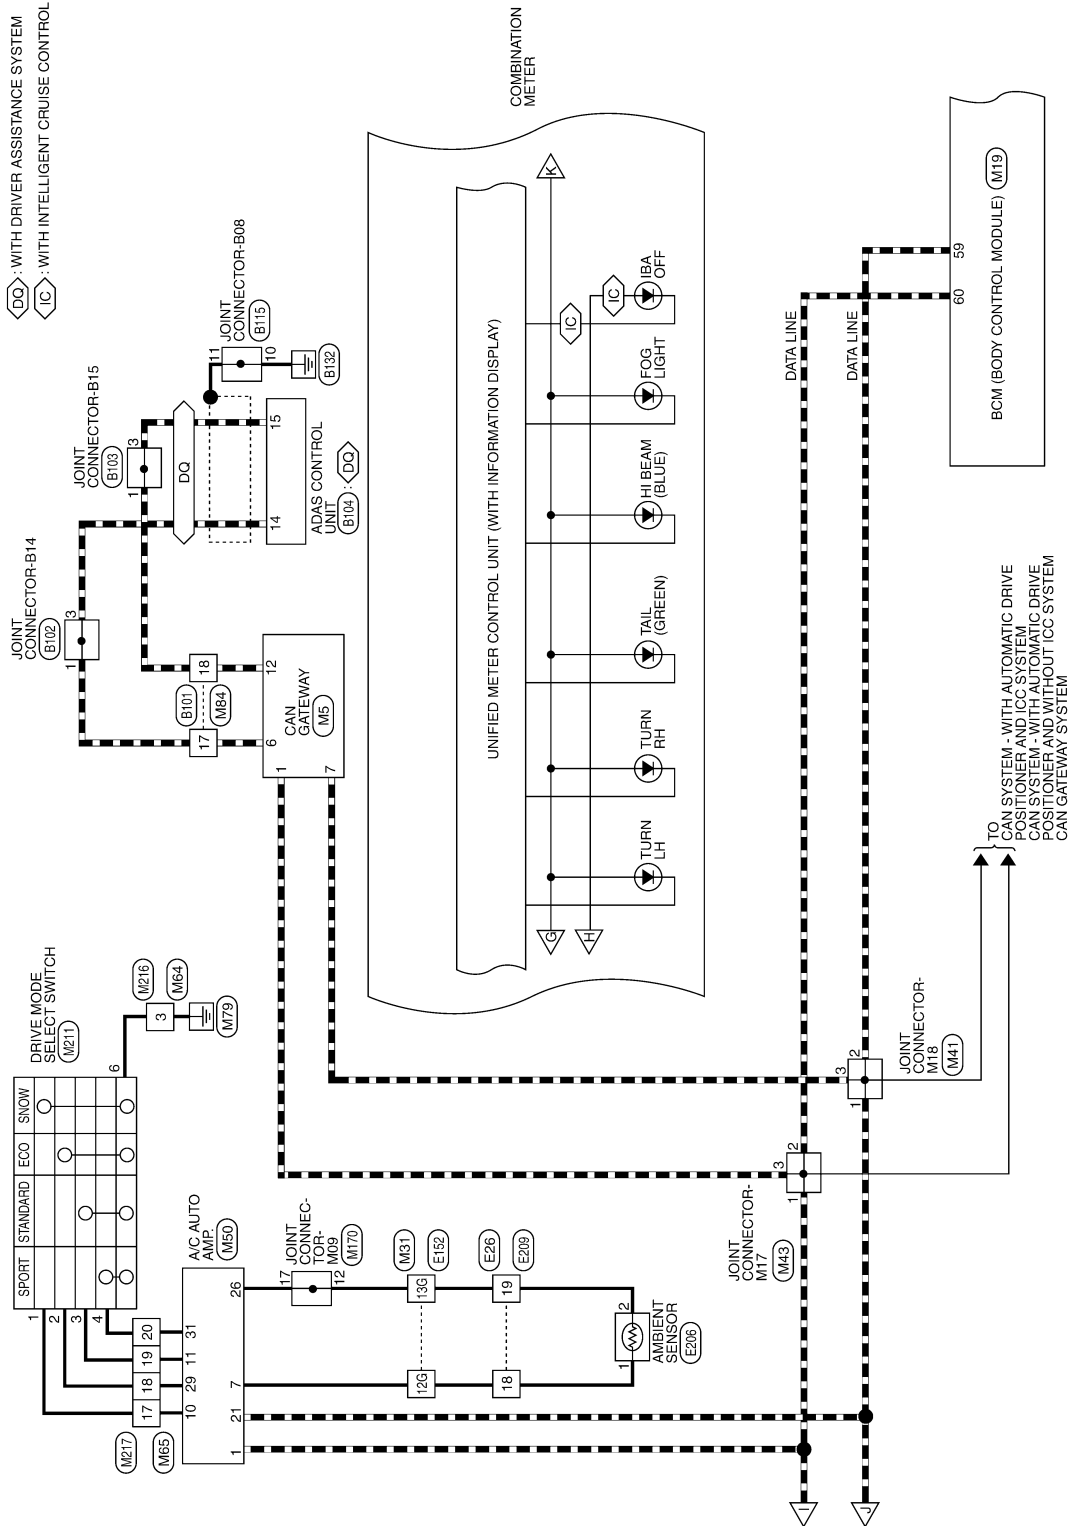 DQ : WITH DRIVER ASSISTANCE SYSTEM
IC : WITH INTELLIGENT CRUISE CONTROL
DRIVE MODE
SELECT SWITCH
M211
SPORT STANDARD ECO SNOW
1
2
3
4
6
M216
3
M64
M79
M217
17 18 19 20
M65
10 29 11 31
A/C AUTO
AMP.
M50
1 21 7 26
17
JOINT
CONNEC-
TOR-
M09
M170
12
12G 13G
M31
E152
18 19
E26
E209
1 2
AMBIENT
SENSOR
E206
JOINT
CONNECTOR-B14
B102
1 3
JOINT
CONNECTOR-B15
B103
1 3
DQ
JOINT
CONNECTOR-B08
B115
11
10
B132
14 15
ADAS CONTROL
UNIT
B104 : DQ
17 18
B101
M84
6 12
CAN
GATEWAY
M5
1
7
COMBINATION
METER
UNIFIED METER CONTROL UNIT (WITH INFORMATION DISPLAY)
G
K
H
IC
IC
TURN
LH
TURN
RH
TAIL
(GREEN)
HI BEAM
(BLUE)
FOG
LIGHT
IBA
OFF
DATA LINE
DATA LINE
60 59
BCM (BODY CONTROL MODULE) M19
JOINT
CONNECTOR-
M17
M43
1 3 2
JOINT
CONNECTOR-
M18
M41
1 3 2
TO
CAN SYSTEM - WITH AUTOMATIC DRIVE
POSITIONER AND ICC SYSTEM
CAN SYSTEM - WITH AUTOMATIC DRIVE
POSITIONER AND WITHOUT ICC SYSTEM
CAN GATEWAY SYSTEM
I
J